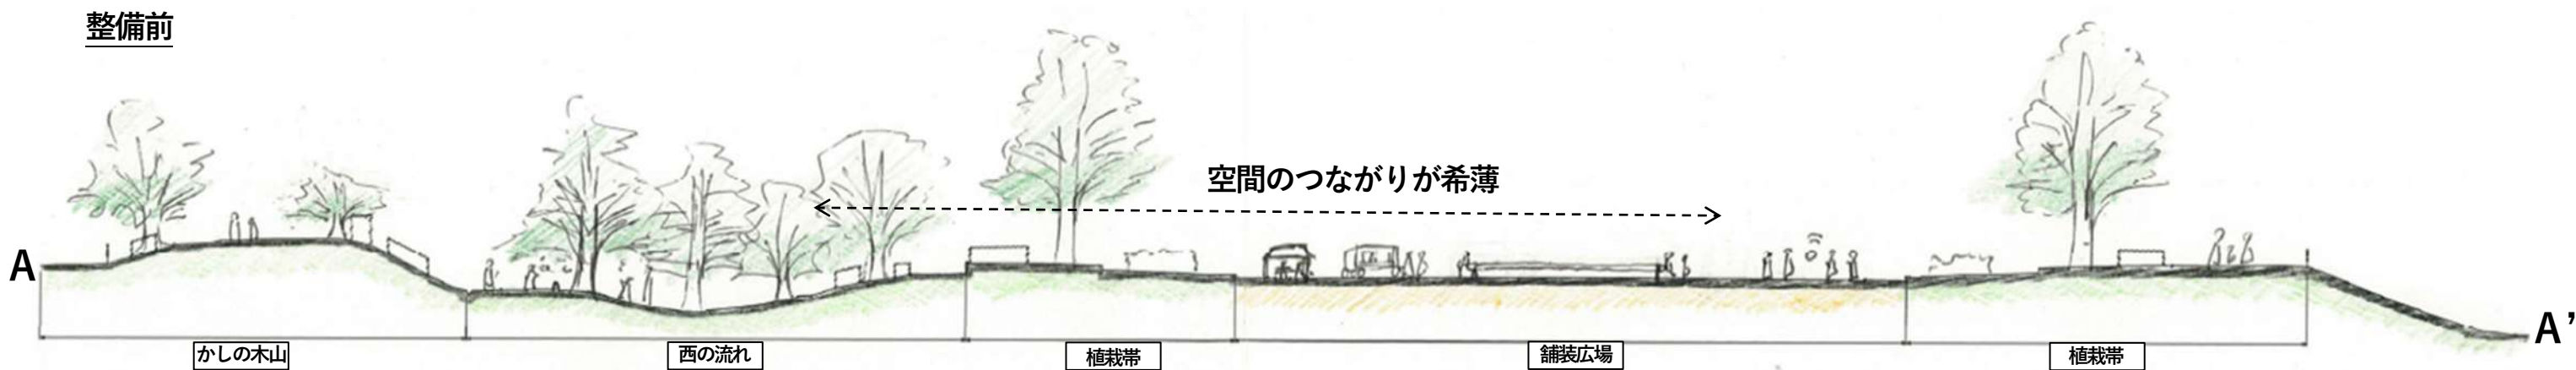 整備前
空間のつながりが希薄
A
A’
かしの木山
西の流れ
植栽帯
舗装広場
植栽帯